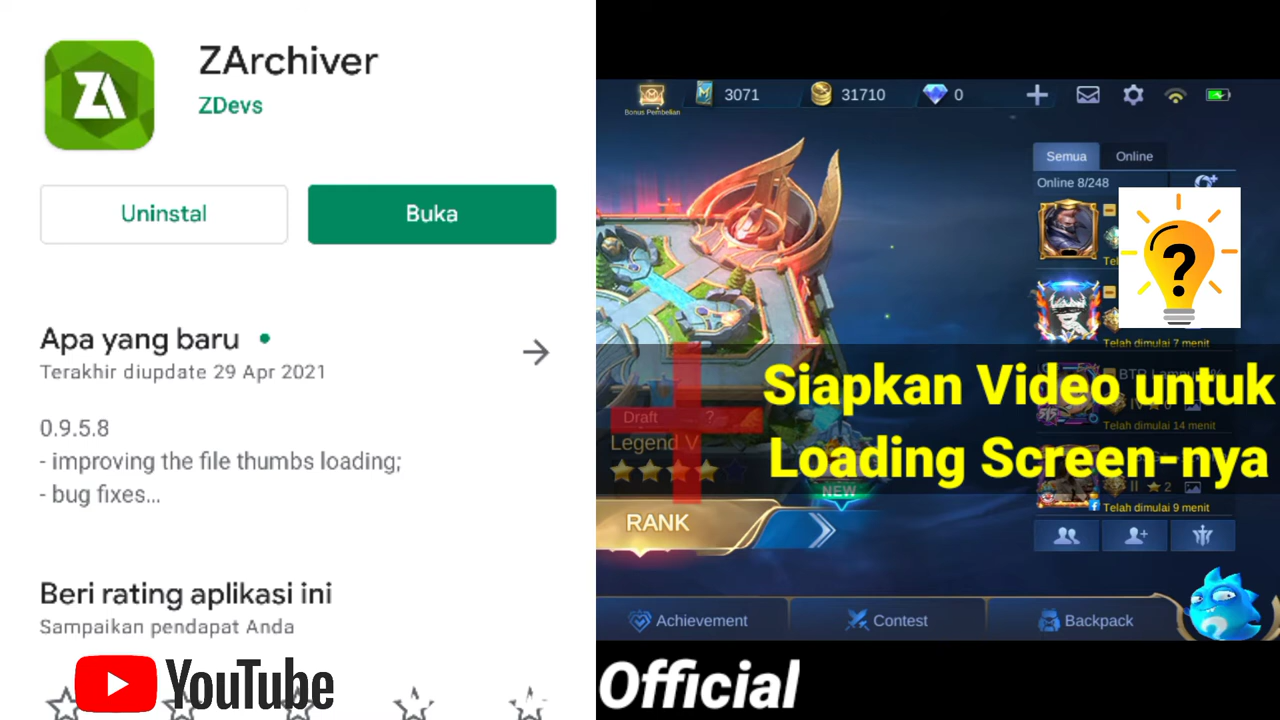 ZArchiver
ZDevs
Uninstal
Buka
Apa yang baru
Terakhir diupdate 29 Apr 2021
0.9.5.8
- improving the file thumbs loading;
- bug fixes...
Beri rating aplikasi ini
Sampaikan pendapat Anda
YouTube
Bonus Pembelian
3071
31710
0
Semua
Online
Online 8/248
?
Telah dimulai 7 menit
Siapkan Video untuk
Loading Screen-nya
Telah dimulai 14 menit
Draft ?
Legend V
II 2
Telah dimulai 9 menit
NEW
RANK
Achievement
Contest
Backpack
Official